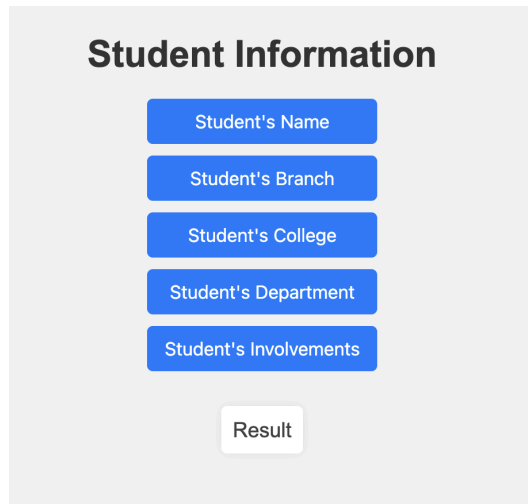 Student Information
Student's Name
Student's Branch
Student's College
Student's Department
Student's Involvements
Result